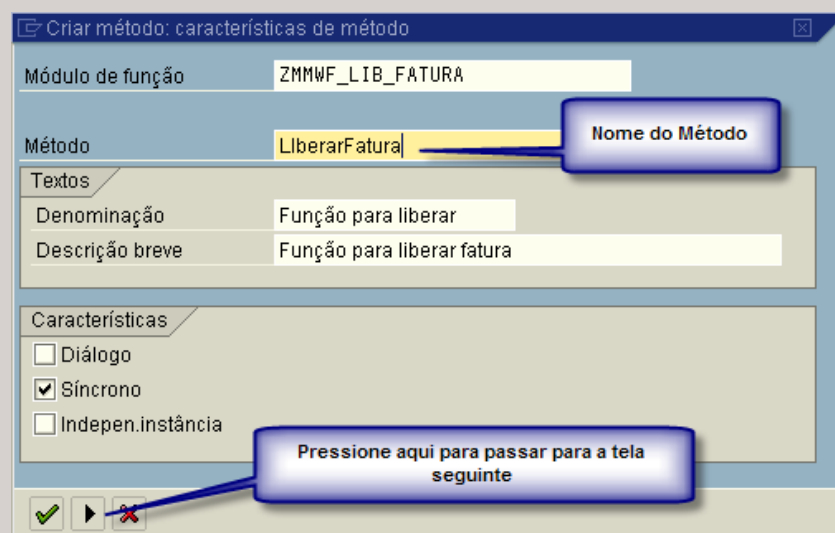 Criar método: características de método
Módulo de função ZMMWF_LIB_FATURA
Nome do Método
Método LIberarFatura
Textos
Denominação Função para liberar
Descrição breve Função para liberar fatura
Características
Diálogo
Síncrono
Indepen.instância
Pressione aqui para passar para a tela
seguinte